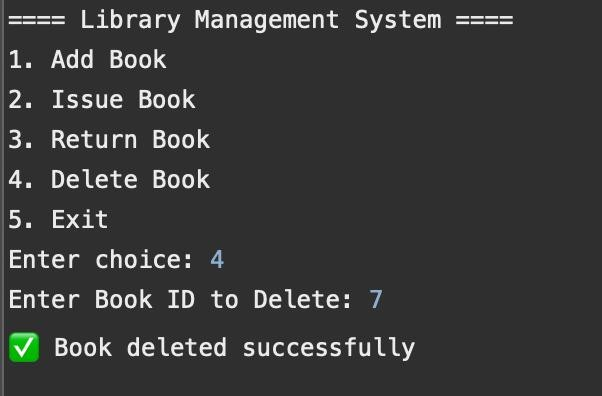 ==== Library Management System ====
1. Add Book
2. Issue Book
3. Return Book
4. Delete Book
5. Exit
Enter choice: 4
Enter Book ID to Delete: 7
✅ Book deleted successfully